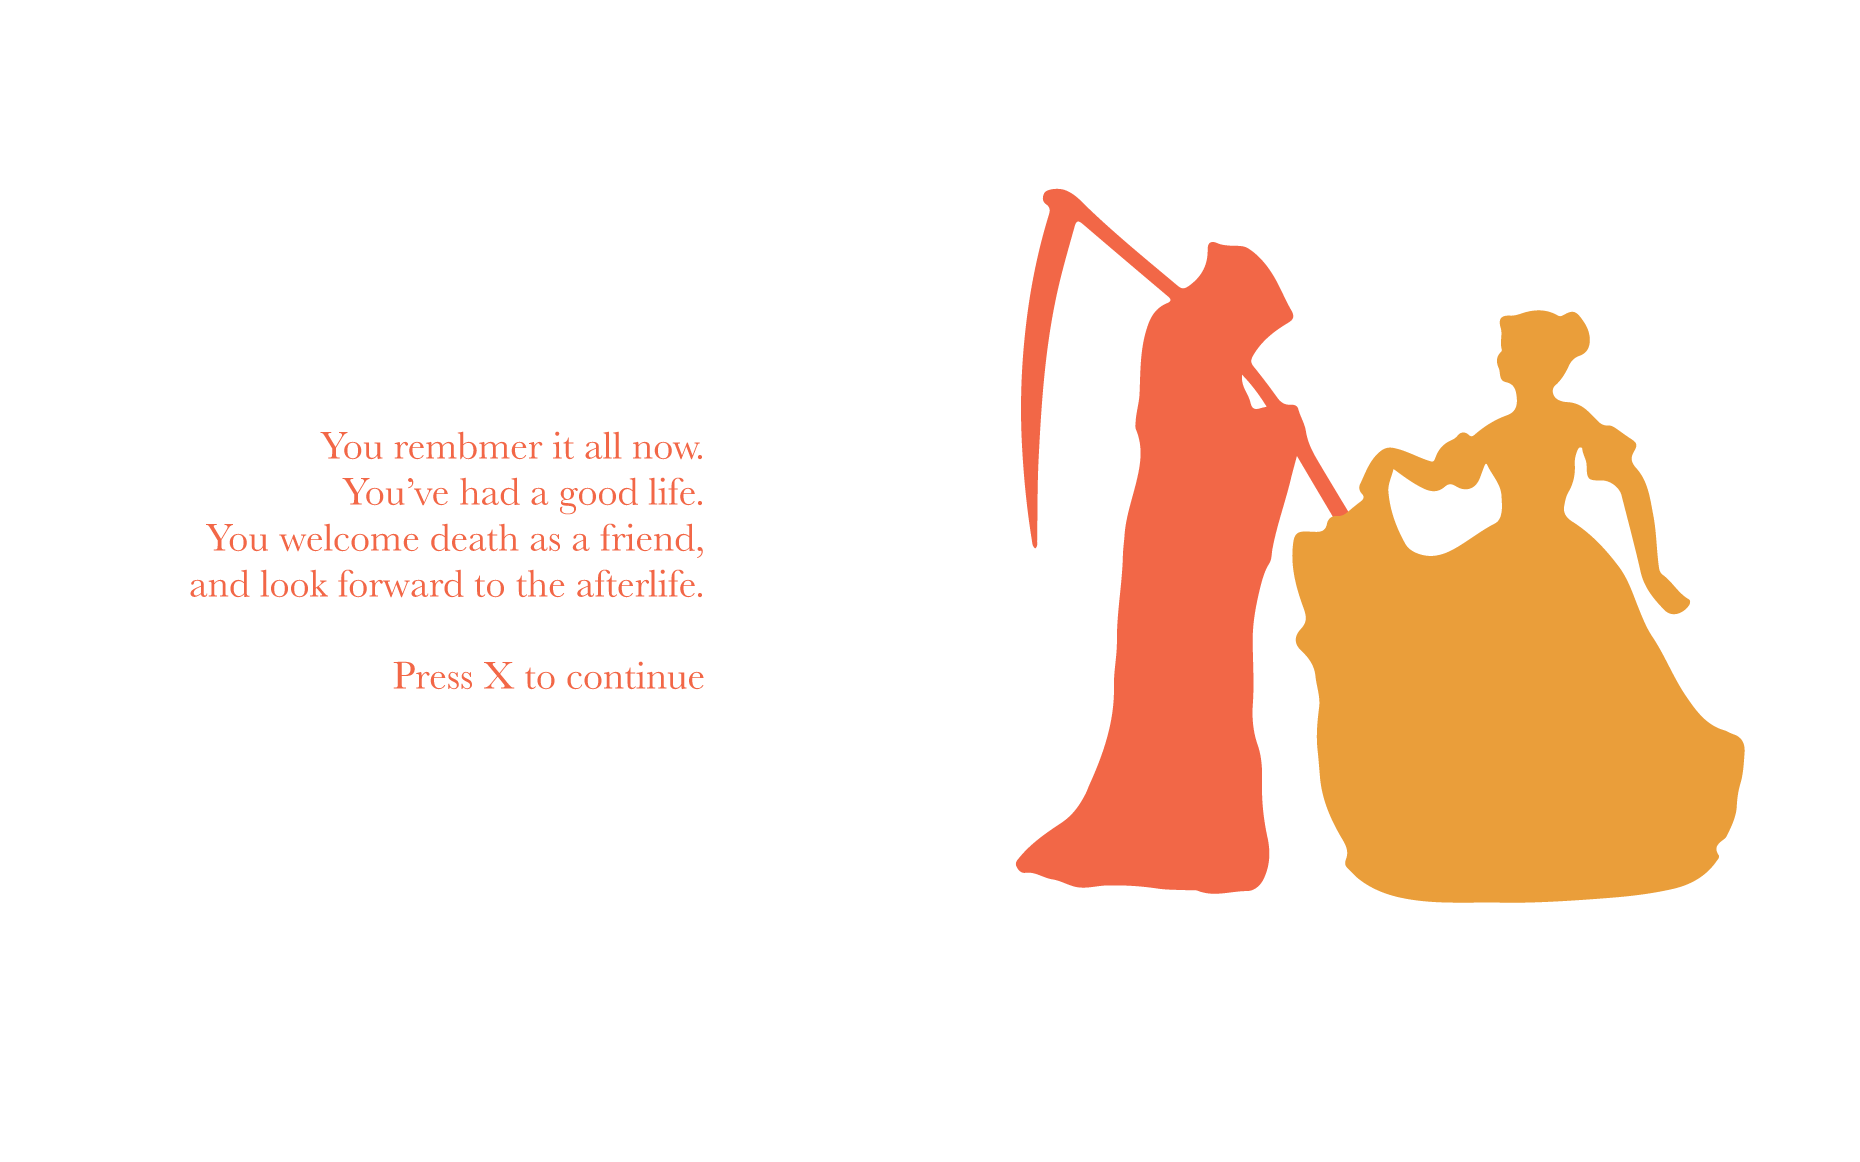 You rembmer it all now.
You’ve had a good life.
You welcome death as a friend,
and look forward to the afterlife.
Press X to continue